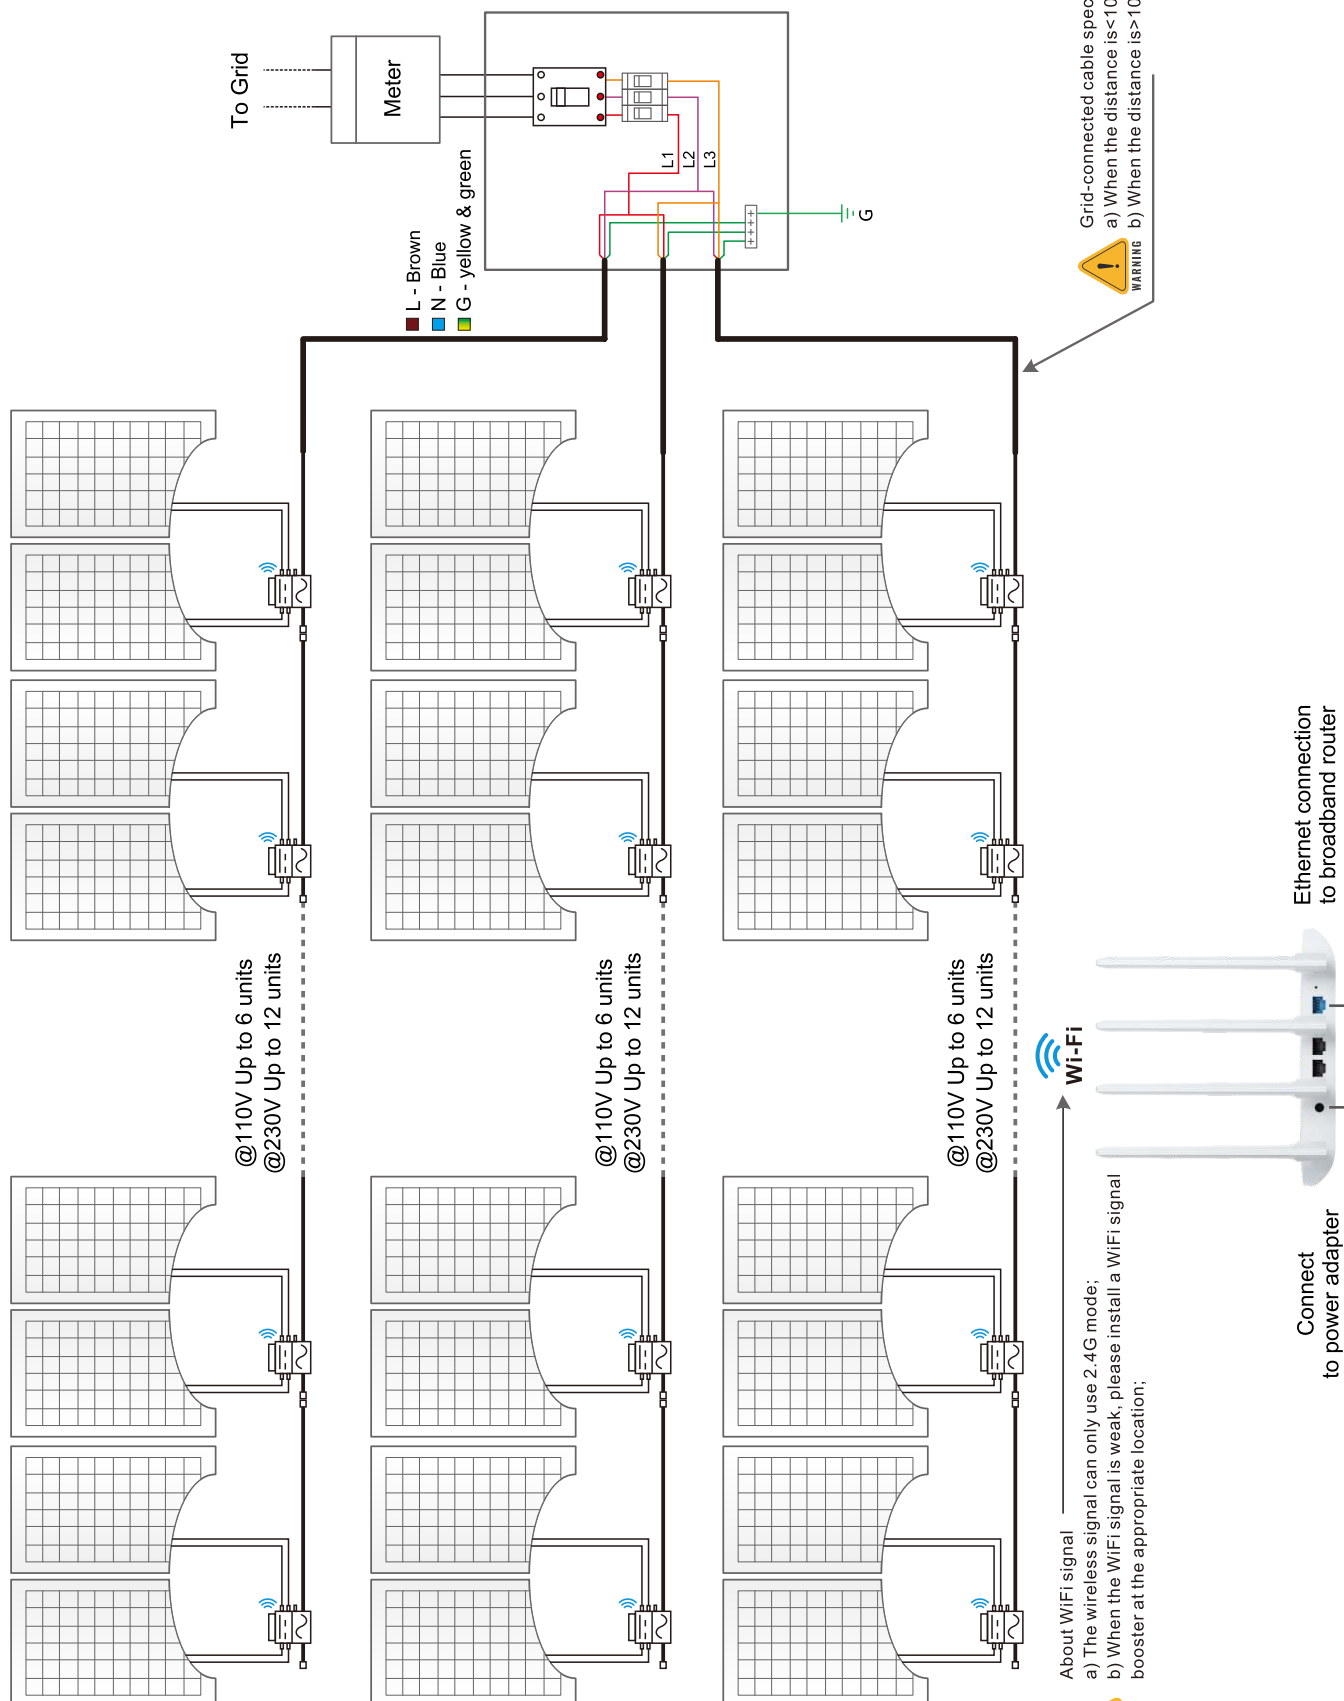 To Grid
Meter
L - Brown
N - Blue
G - yellow & green
L1
L2
L3
G
WARNING
Grid-connected cable spec
a) When the distance is<10
b) When the distance is>10
@110V Up to 6 units
@230V Up to 12 units
@110V Up to 6 units
@230V Up to 12 units
@110V Up to 6 units
@230V Up to 12 units
Wi-Fi
About WiFi signal
a) The wireless signal can only use 2.4G mode;
b) When the WiFi signal is weak, please install a WiFi signal
booster at the appropriate location;
Connect
to power adapter
Ethernet connection
to broadband router